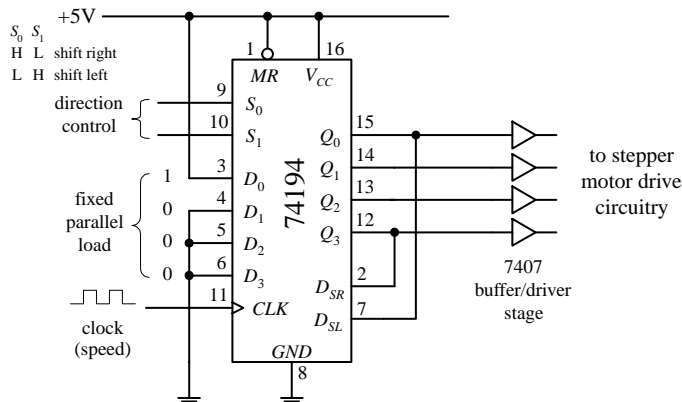 +5V
S0 S1
H L shift right
L H shift left
direction
control
fixed
parallel
load
1
0
0
0
clock
(speed)
1
16
MR
VCC
9
S0
10
S1
3
D0
4
D1
5
D2
6
D3
11
CLK
74194
GND
8
15
Q0
14
Q1
13
Q2
12
Q3
2
DSR
7
DSL
7407
buffer/driver
stage
to stepper
motor drive
circuitry